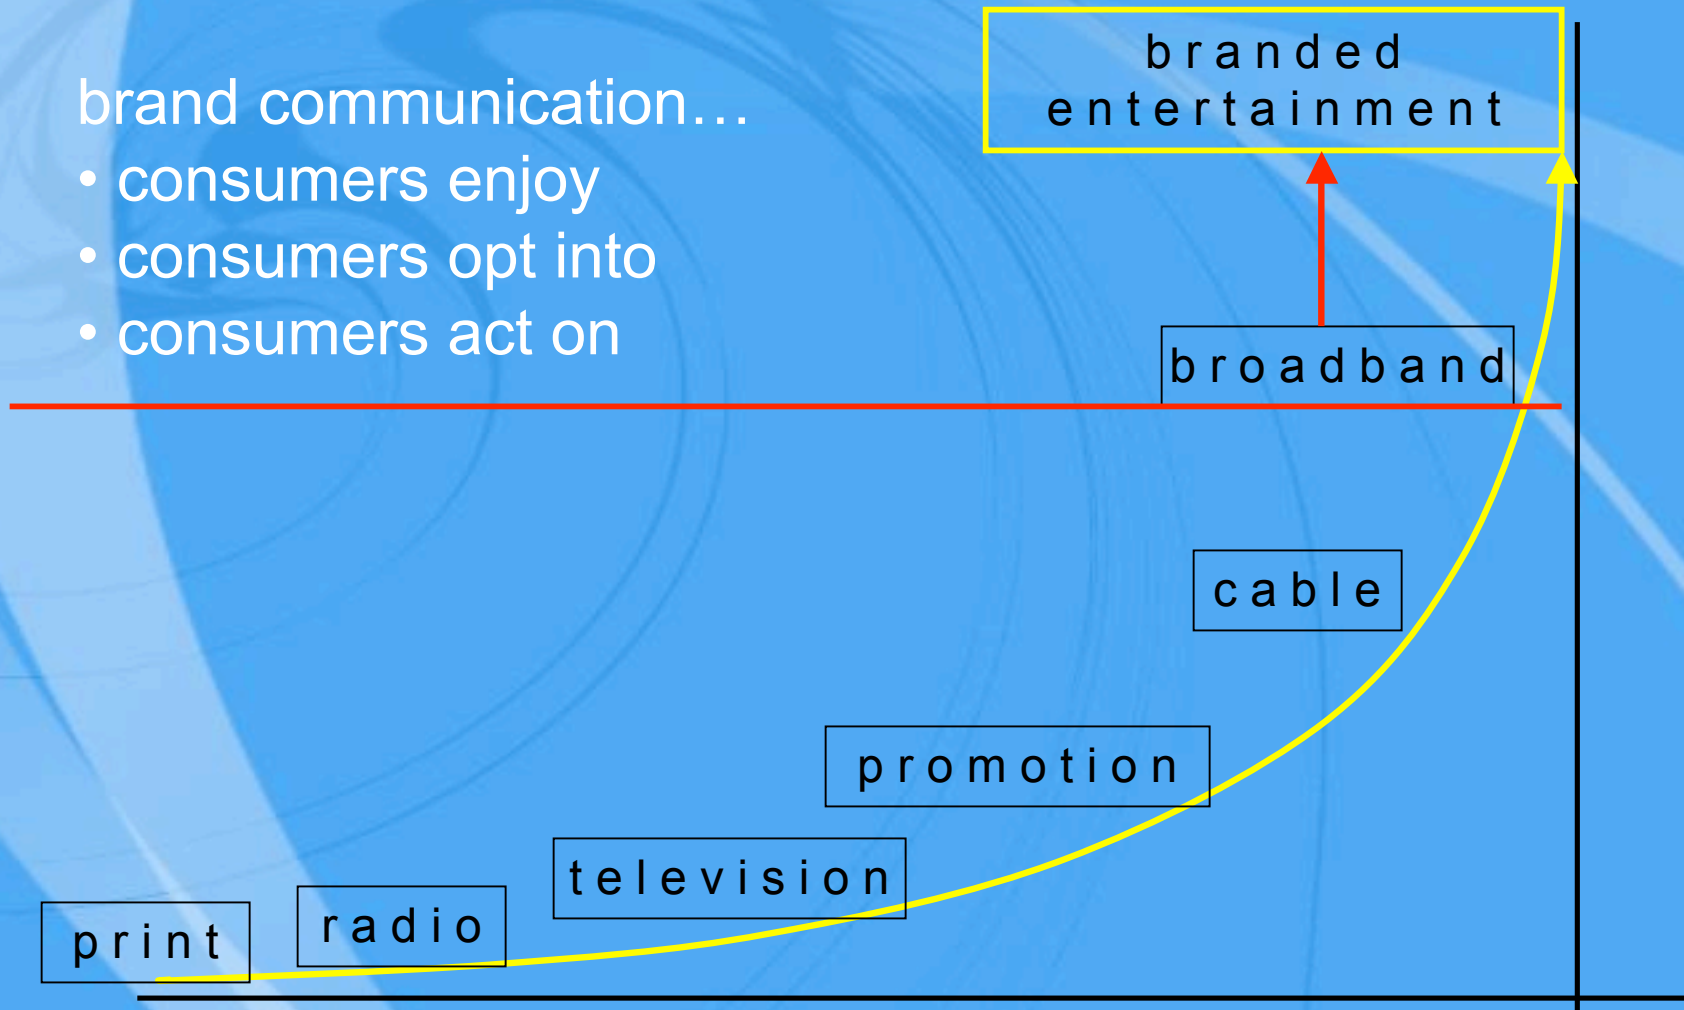 brand communication…
• consumers enjoy
• consumers opt into
• consumers act on
branded
entertainment
broadband
cable
promotion
television
radio
print